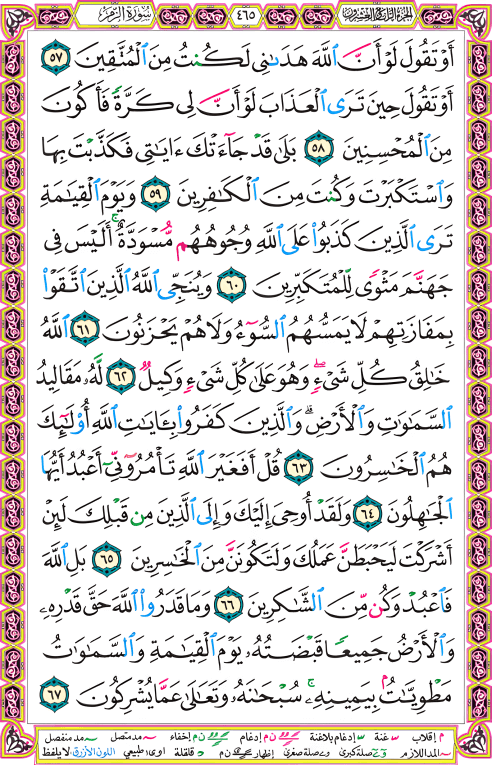 الجزء الرابع والعشرون ٤٦٥ سورة الزمر
أَوْ تَقُولَ لَوْ أَنَّ ٱللَّهَ هَدَىٰنِى لَكُنتُ مِنَ ٱلْمُتَّقِينَ ٥٧
أَوْ تَقُولَ حِينَ تَرَى ٱلْعَذَابَ لَوْ أَنَّ لِى كَرَّةً فَأَكُونَ
مِنَ ٱلْمُحْسِنِينَ ٥٨ بَلَىٰ قَدْ جَآءَتْكَ ءَايَـٰتِى فَكَذَّبْتَ بِهَا
وَٱسْتَكْبَرْتَ وَكُنتَ مِنَ ٱلْكَـٰفِرِينَ ٥٩ وَيَوْمَ ٱلْقِيَـٰمَةِ
تَرَى ٱلَّذِينَ كَذَبُوا۟ عَلَى ٱللَّهِ وُجُوهُهُم مُّسْوَدَّةٌ ۚ أَلَيْسَ فِى
جَهَنَّمَ مَثْوًى لِّلْمُتَكَبِّرِينَ ٦٠ وَيُنَجِّى ٱللَّهُ ٱلَّذِينَ ٱتَّقَوْا۟
بِمَفَازَتِهِمْ لَا يَمَسُّهُمُ ٱلسُّوٓءُ وَلَا هُمْ يَحْزَنُونَ ٦١ ٱللَّهُ
خَـٰلِقُ كُلِّ شَىْءٍ ۖ وَهُوَ عَلَىٰ كُلِّ شَىْءٍ وَكِيلٌ ٦٢ لَّهُۥ مَقَالِيدُ
ٱلسَّمَـٰوَٰتِ وَٱلْأَرْضِ ۗ وَٱلَّذِينَ كَفَرُوا۟ بِـَٔايَـٰتِ ٱللَّهِ أُو۟لَـٰٓئِكَ
هُمُ ٱلْخَـٰسِرُونَ ٦٣ قُلْ أَفَغَيْرَ ٱللَّهِ تَأْمُرُوٓنِّىٓ أَعْبُدُ أَيُّهَا
ٱلْجَـٰهِلُونَ ٦٤ وَلَقَدْ أُوحِىَ إِلَيْكَ وَإِلَى ٱلَّذِينَ مِن قَبْلِكَ لَئِنْ
أَشْرَكْتَ لَيَحْبَطَنَّ عَمَلُكَ وَلَتَكُونَنَّ مِنَ ٱلْخَـٰسِرِينَ ٦٥ بَلِ ٱللَّهَ
فَٱعْبُدْ وَكُن مِّنَ ٱلشَّـٰكِرِينَ ٦٦ وَمَا قَدَرُوا۟ ٱللَّهَ حَقَّ قَدْرِهِۦ
وَٱلْأَرْضُ جَمِيعًا قَبْضَتُهُۥ يَوْمَ ٱلْقِيَـٰمَةِ وَٱلسَّمَـٰوَٰتُ
مَطْوِيَّـٰتٌۢ بِيَمِينِهِۦ ۚ سُبْحَـٰنَهُۥ وَتَعَـٰلَىٰ عَمَّا يُشْرِكُونَ ٦٧
م إقلاب غنة إدغام بلاغنة ن م إدغام ن م إخفاء مد متصل مد منفصل
المد اللازم صلة كبرى صلة صغرى إظهار ن م قلقلة اوى طبيعي اللون الأزرق لا يلفظ